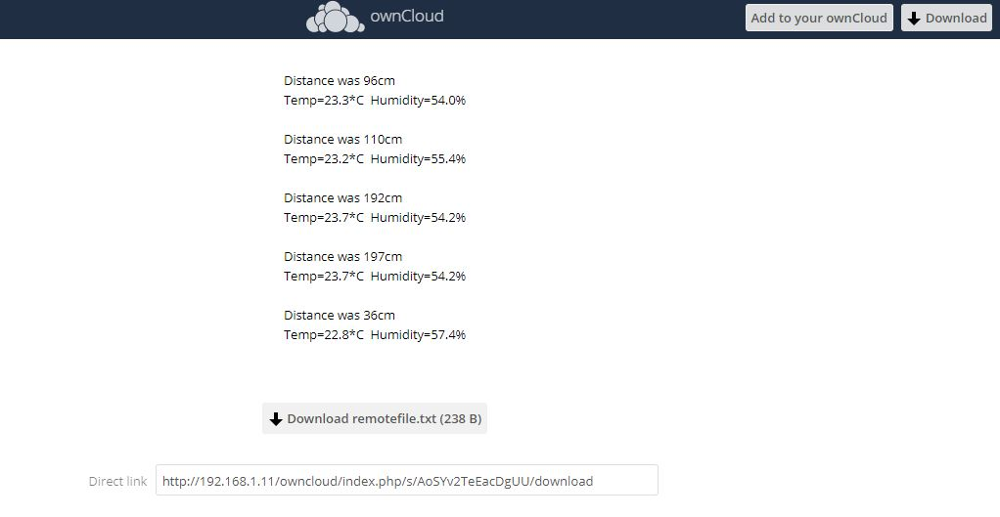 ownCloud
Add to your ownCloud
Download
Distance was 96cm
Temp=23.3*C  Humidity=54.0%
Distance was 110cm
Temp=23.2*C  Humidity=55.4%
Distance was 192cm
Temp=23.7*C  Humidity=54.2%
Distance was 197cm
Temp=23.7*C  Humidity=54.2%
Distance was 36cm
Temp=22.8*C  Humidity=57.4%
Download remotefile.txt (238 B)
Direct link http://192.168.1.11/owncloud/index.php/s/AoSYv2TeEacDgUU/download